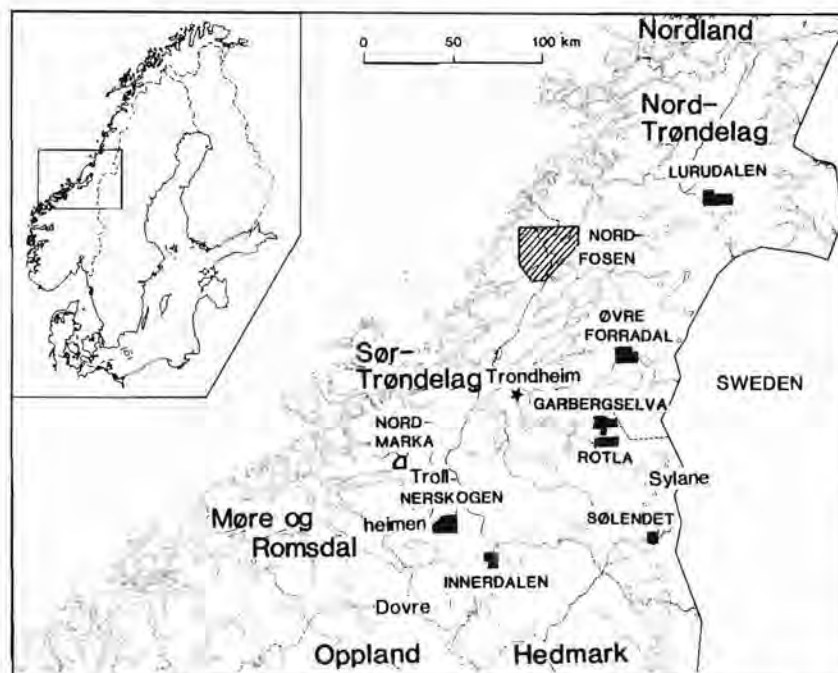 Nordland
0 50 100 km
Nord-
Trøndelag
LURUDALEN
NORD-
FOSEN
ØVRE
FORRADAL
Sør-
Trøndelag
Trondheim
SWEDEN
GARBERGSELVA
NORD-
MARKA
ROTLA
Troll-
Sylane
NERSKOGEN
Møre og
Romsdal
heimen
SØLENDET
INNERDALEN
Dovre
Oppland
Hedmark